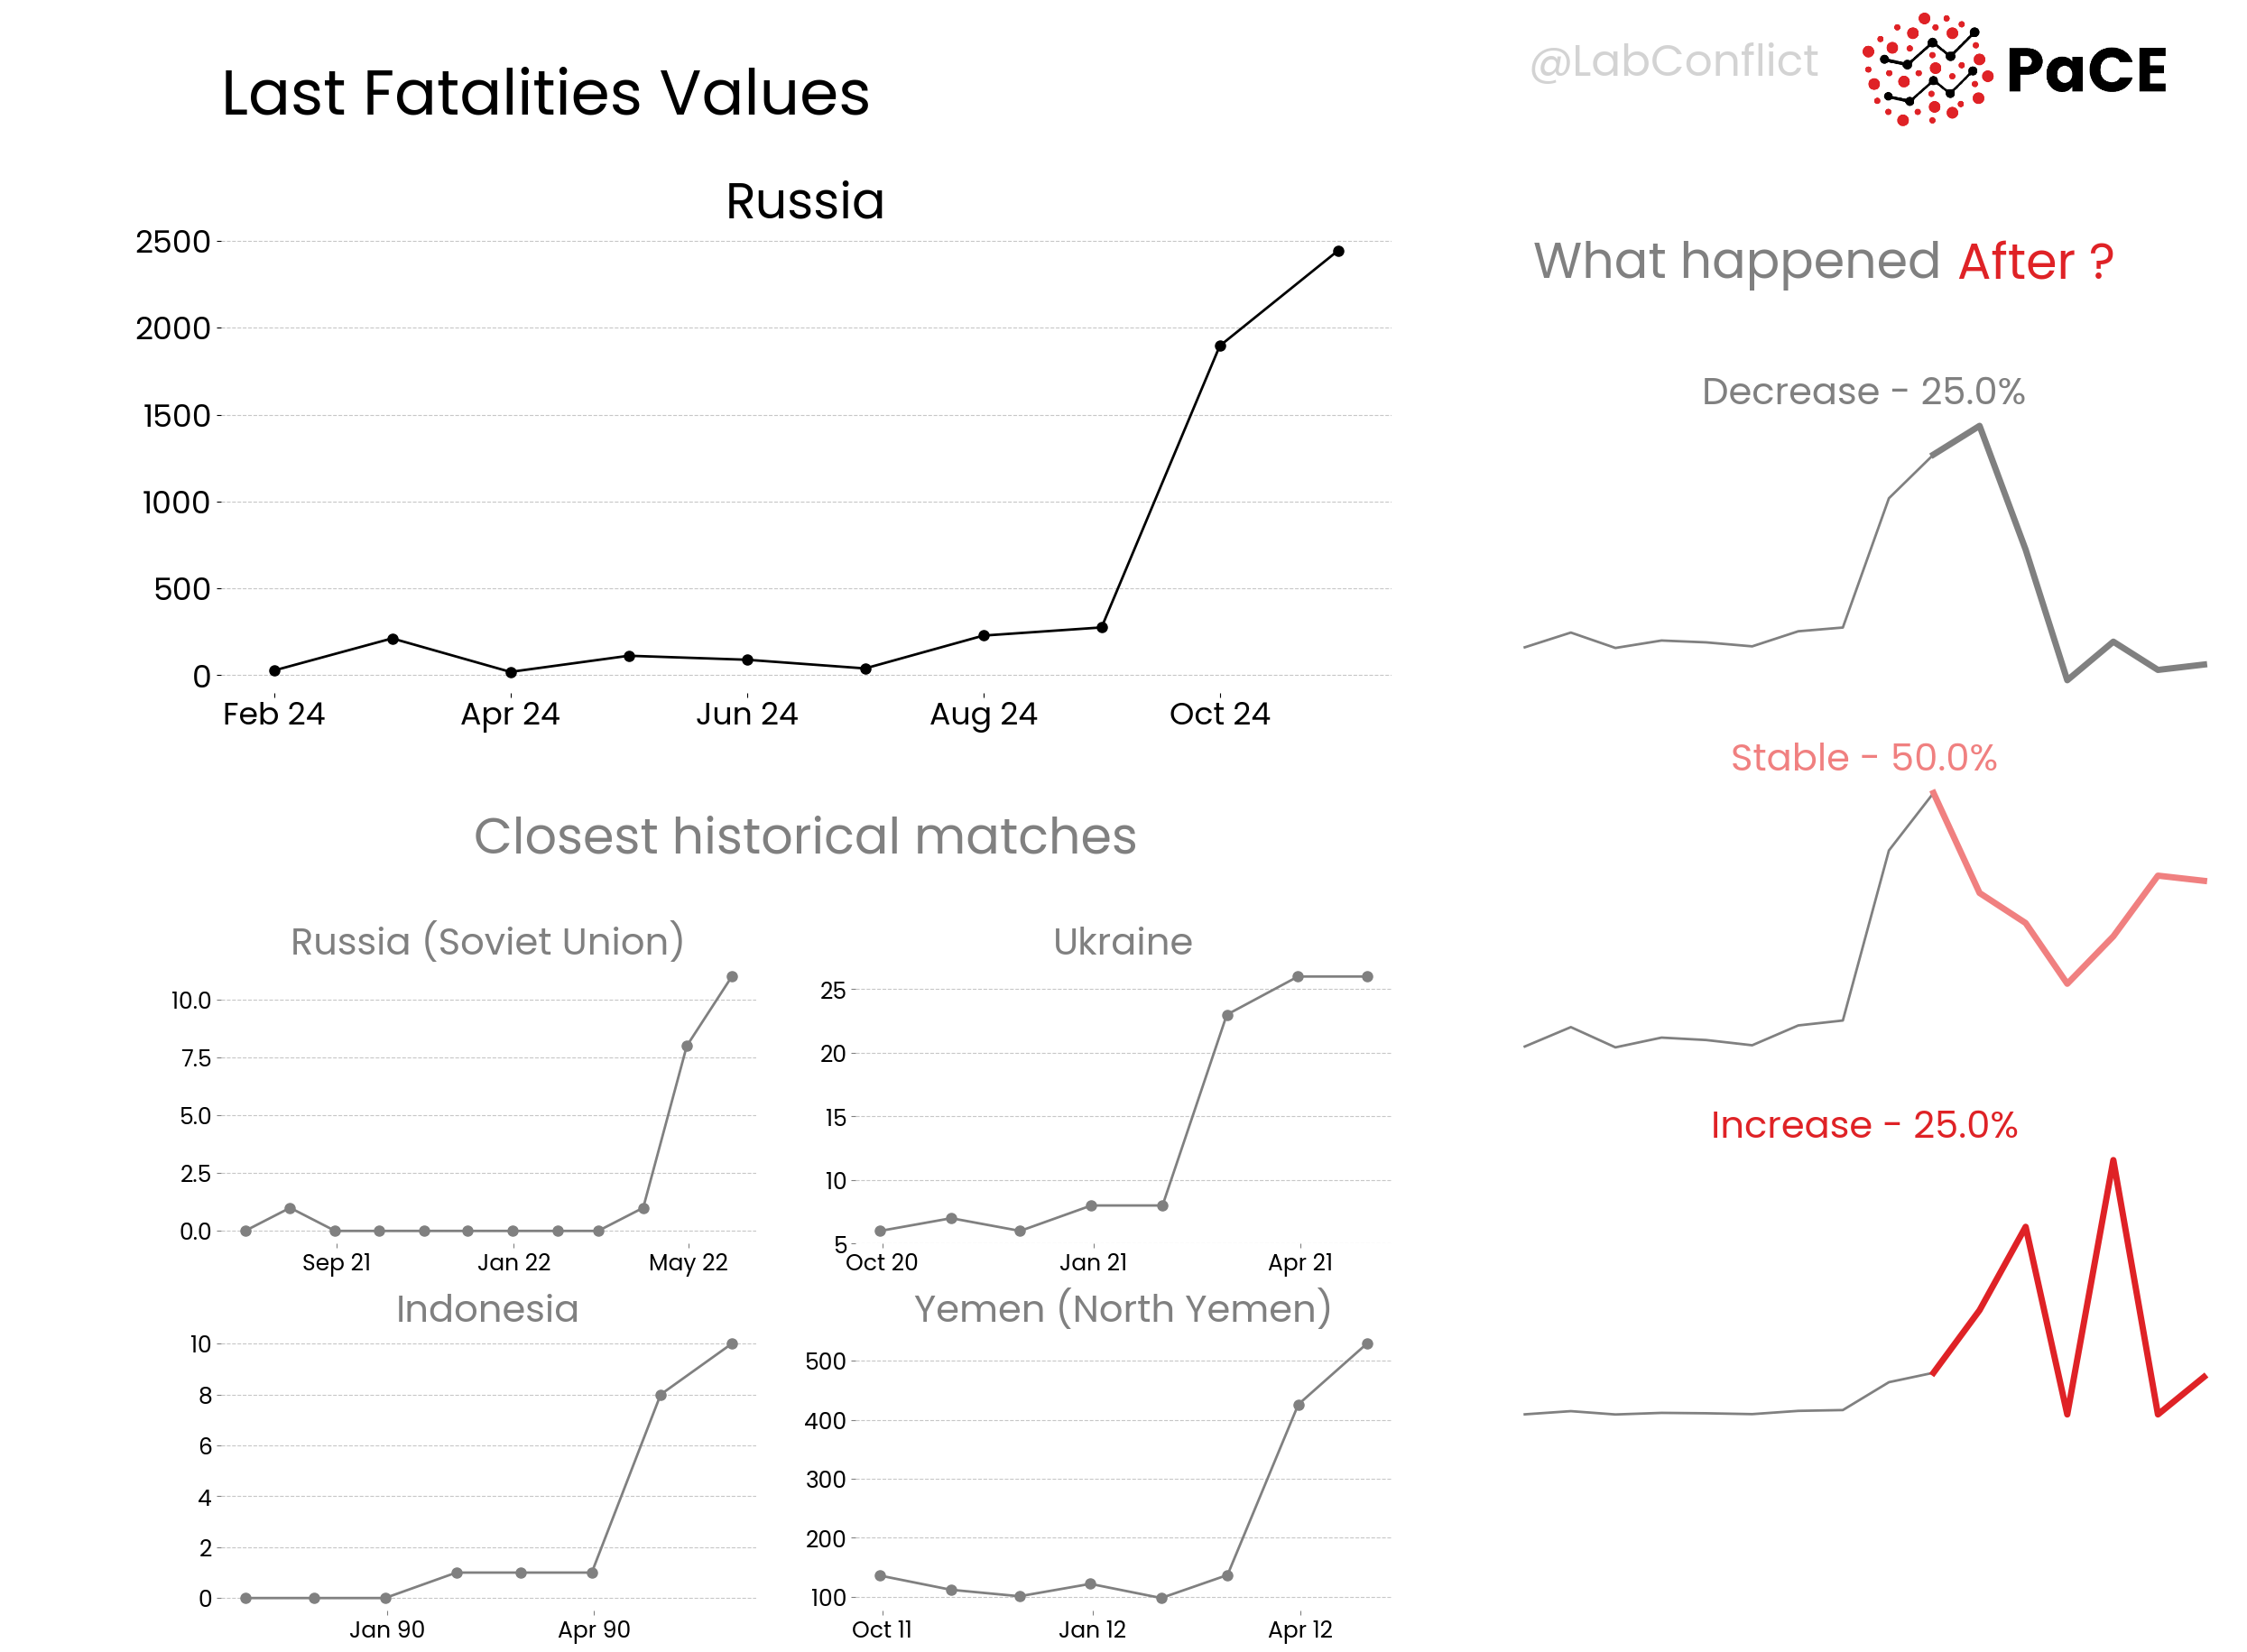 Last Fatalities Values
@LabConflict
PaCE
Russia
2500
2000
1500
1000
500
0
Feb 24
Apr 24
Jun 24
Aug 24
Oct 24
What happened After ?
Decrease - 25.0%
Stable - 50.0%
Increase - 25.0%
Closest historical matches
Russia (Soviet Union)
10.0
7.5
5.0
2.5
0.0
Sep 21
Jan 22
May 22
Ukraine
25
20
15
10
5
Oct 20
Jan 21
Apr 21
Indonesia
10
8
6
4
2
0
Jan 90
Apr 90
Yemen (North Yemen)
500
400
300
200
100
Oct 11
Jan 12
Apr 12